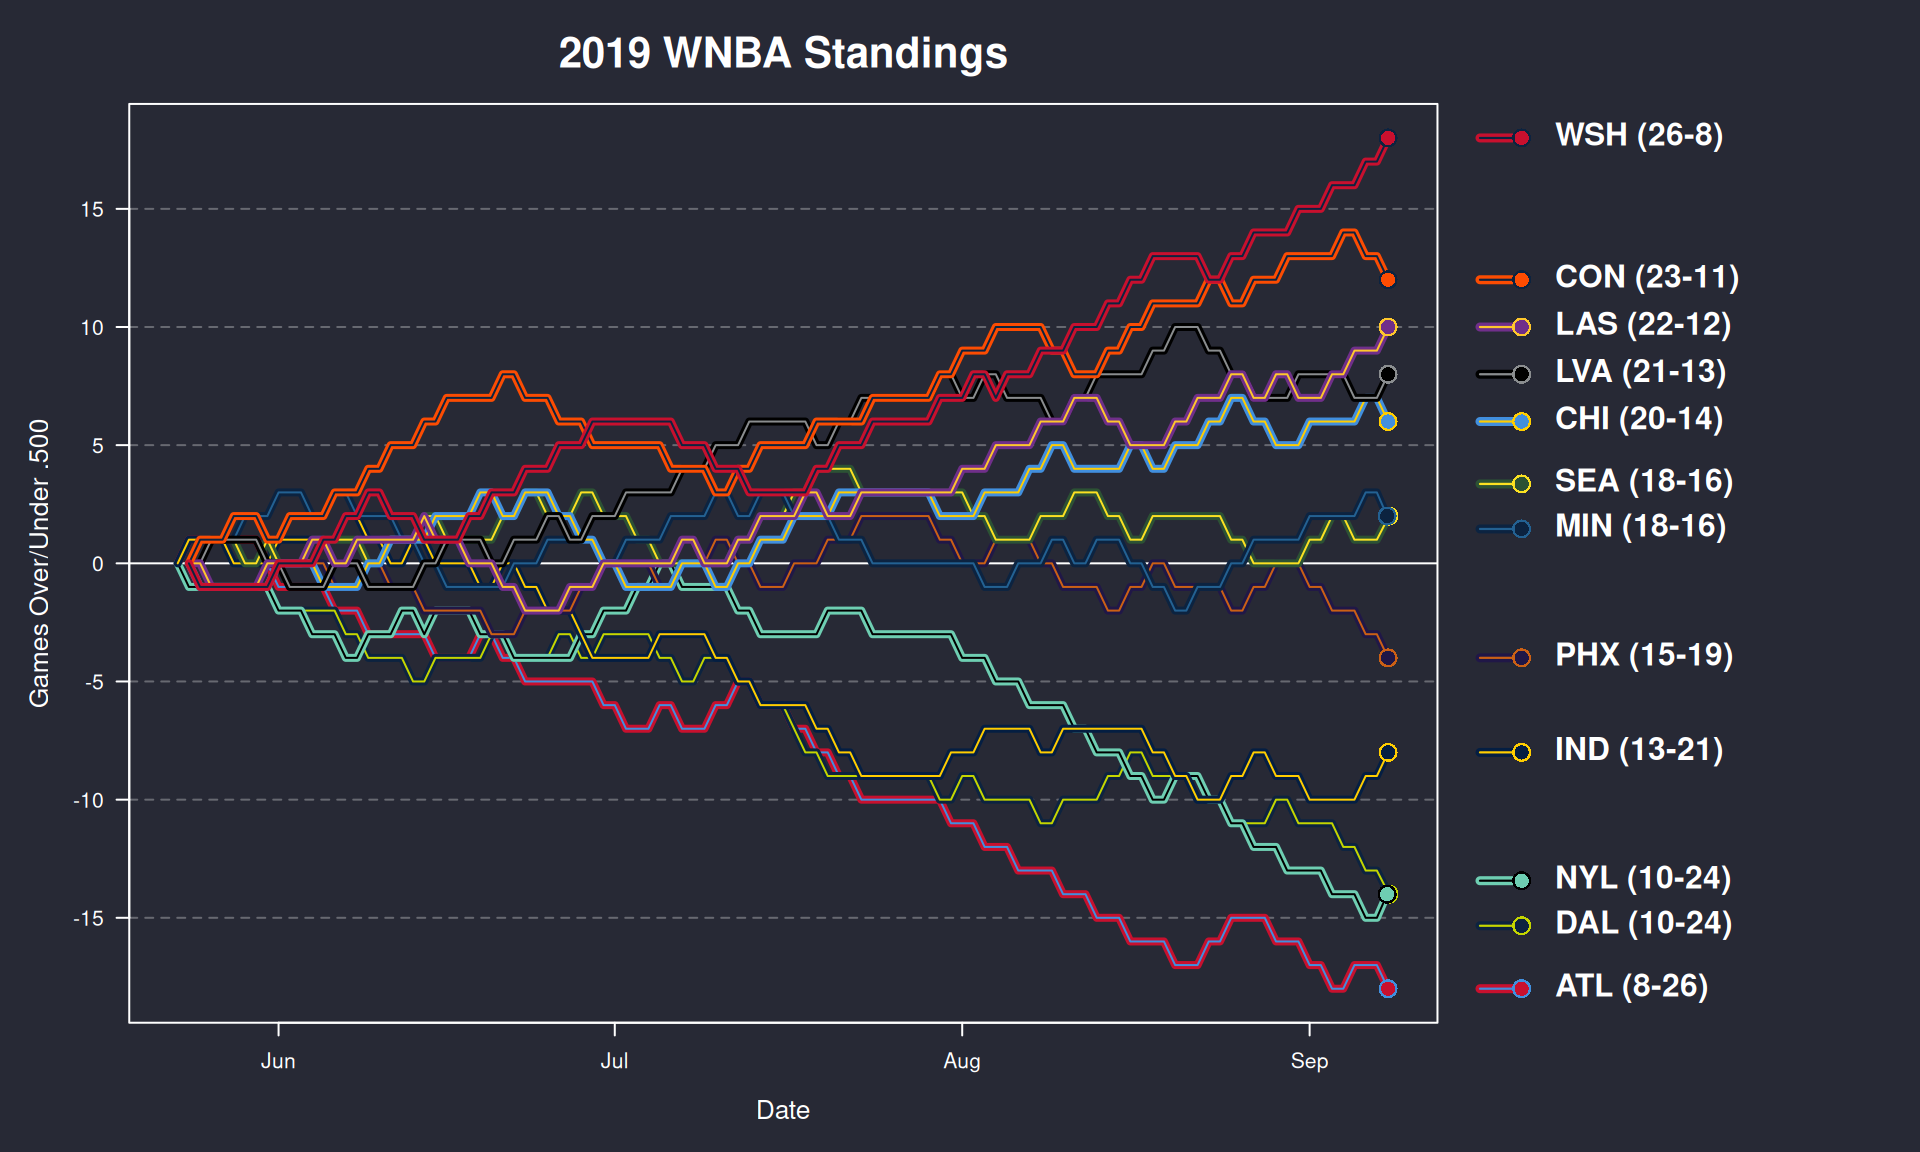 2019 WNBA Standings
Games Over/Under .500
15
10
5
0
-5
-10
-15
Jun
Jul
Aug
Sep
Date
WSH (26-8)
CON (23-11)
LAS (22-12)
LVA (21-13)
CHI (20-14)
SEA (18-16)
MIN (18-16)
PHX (15-19)
IND (13-21)
NYL (10-24)
DAL (10-24)
ATL (8-26)